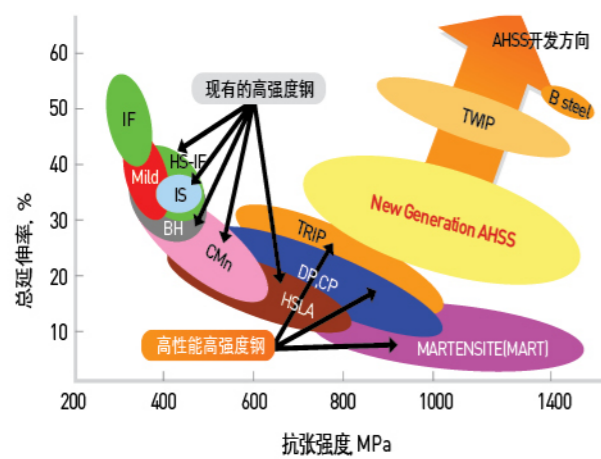 60
50
40
30
20
10
总延伸率, %
200
400
600
800
1000
1400
抗张强度, MPa
AHSS开发方向
现有的高强度钢
B steel
TWIP
IF
HS-IF
Mild
IS
BH
New Generation AHSS
TRIP
CMn
DP,CP
HSLA
高性能高强度钢
MARTENSITE(MART)